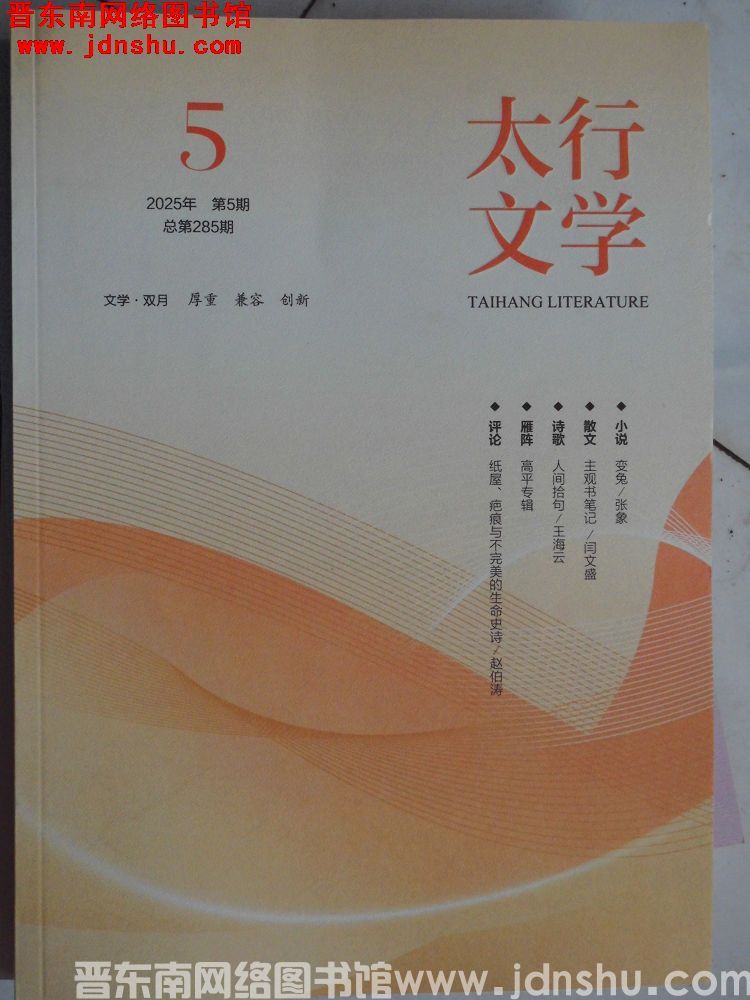 晋东南网络图书馆
www.jdnshu.com
5
2025年 第5期
总第285期
文学·双月 厚重 兼容 创新
太行
文学
TAIHANG LITERATURE
◆ 小说 变兔/张象
◆ 散文 主观书笔记/闫文盛
◆ 诗歌 人间拾句/王海云
◆ 雁阵 高平专辑
◆ 评论 纸屋、疤痕与不完美的生命史诗/赵伯涛
晋东南网络图书馆www.jdnshu.com